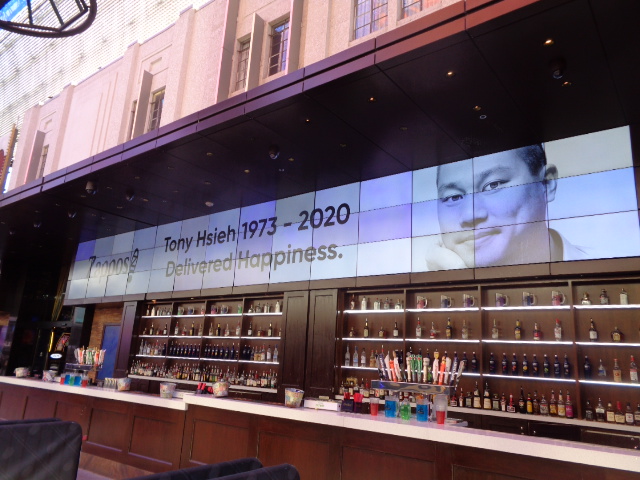 Zappos
Tony Hsieh 1973 - 2020
Delivered Happiness.